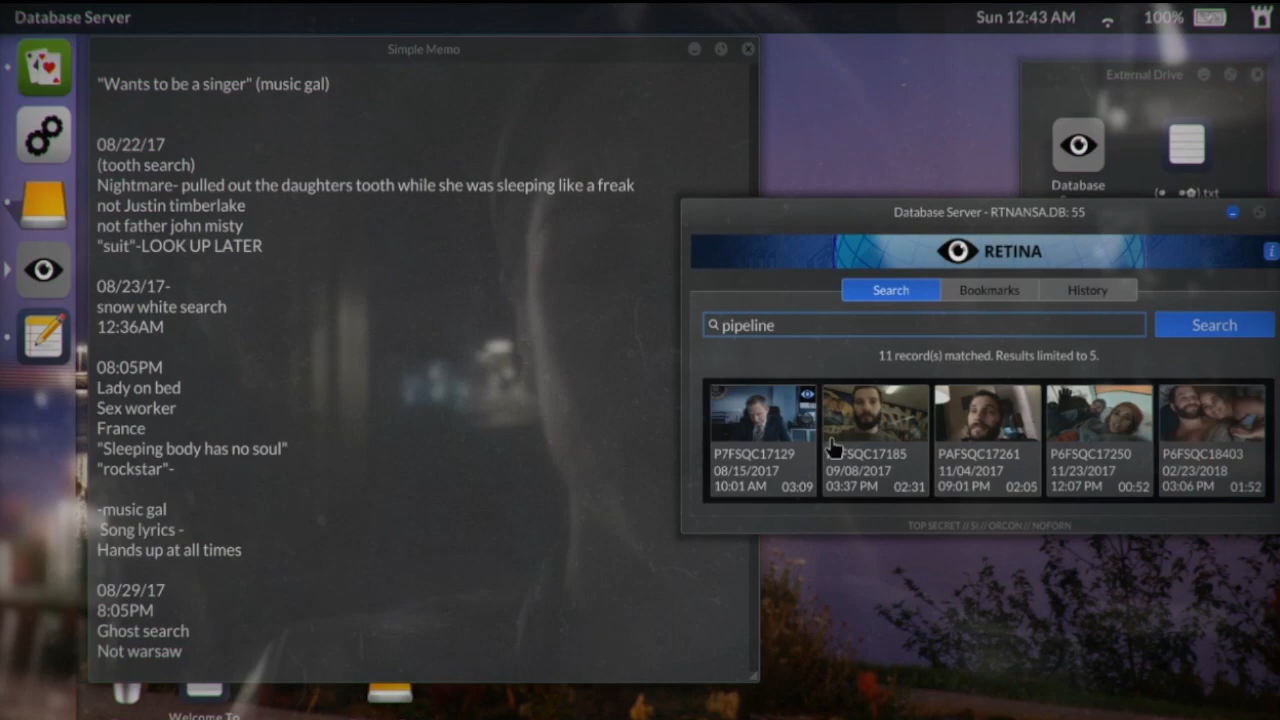 Database Server
Sun 12:43 AM
100%
Simple Memo
"Wants to be a singer" (music gal)
08/22/17
(tooth search)
Nightmare- pulled out the daughters tooth while she was sleeping like a freak
not Justin timberlake
not father john misty
"suit"-LOOK UP LATER
08/23/17-
snow white search
12:36AM
08:05PM
Lady on bed
Sex worker
France
"Sleeping body has no soul"
"rockstar"-
-music gal
Song lyrics -
Hands up at all times
08/29/17
8:05PM
Ghost search
Not warsaw
Welcome To
External Drive
Database
.txt
Database Server - RTNANSA.DB: 55
RETINA
i
Search Bookmarks History
pipeline
Search
11 record(s) matched. Results limited to 5.
P7FSQC17129
08/15/2017
10:01 AM 03:09
SQC17185
09/08/2017
03:37 PM 02:31
PAFSQC17261
11/04/2017
09:01 PM 02:05
P6FSQC17250
11/23/2017
12:07 PM 00:52
P6FSQC18403
02/23/2018
03:06 PM 01:52
TOP SECRET // SI // ORCON // NOFORN